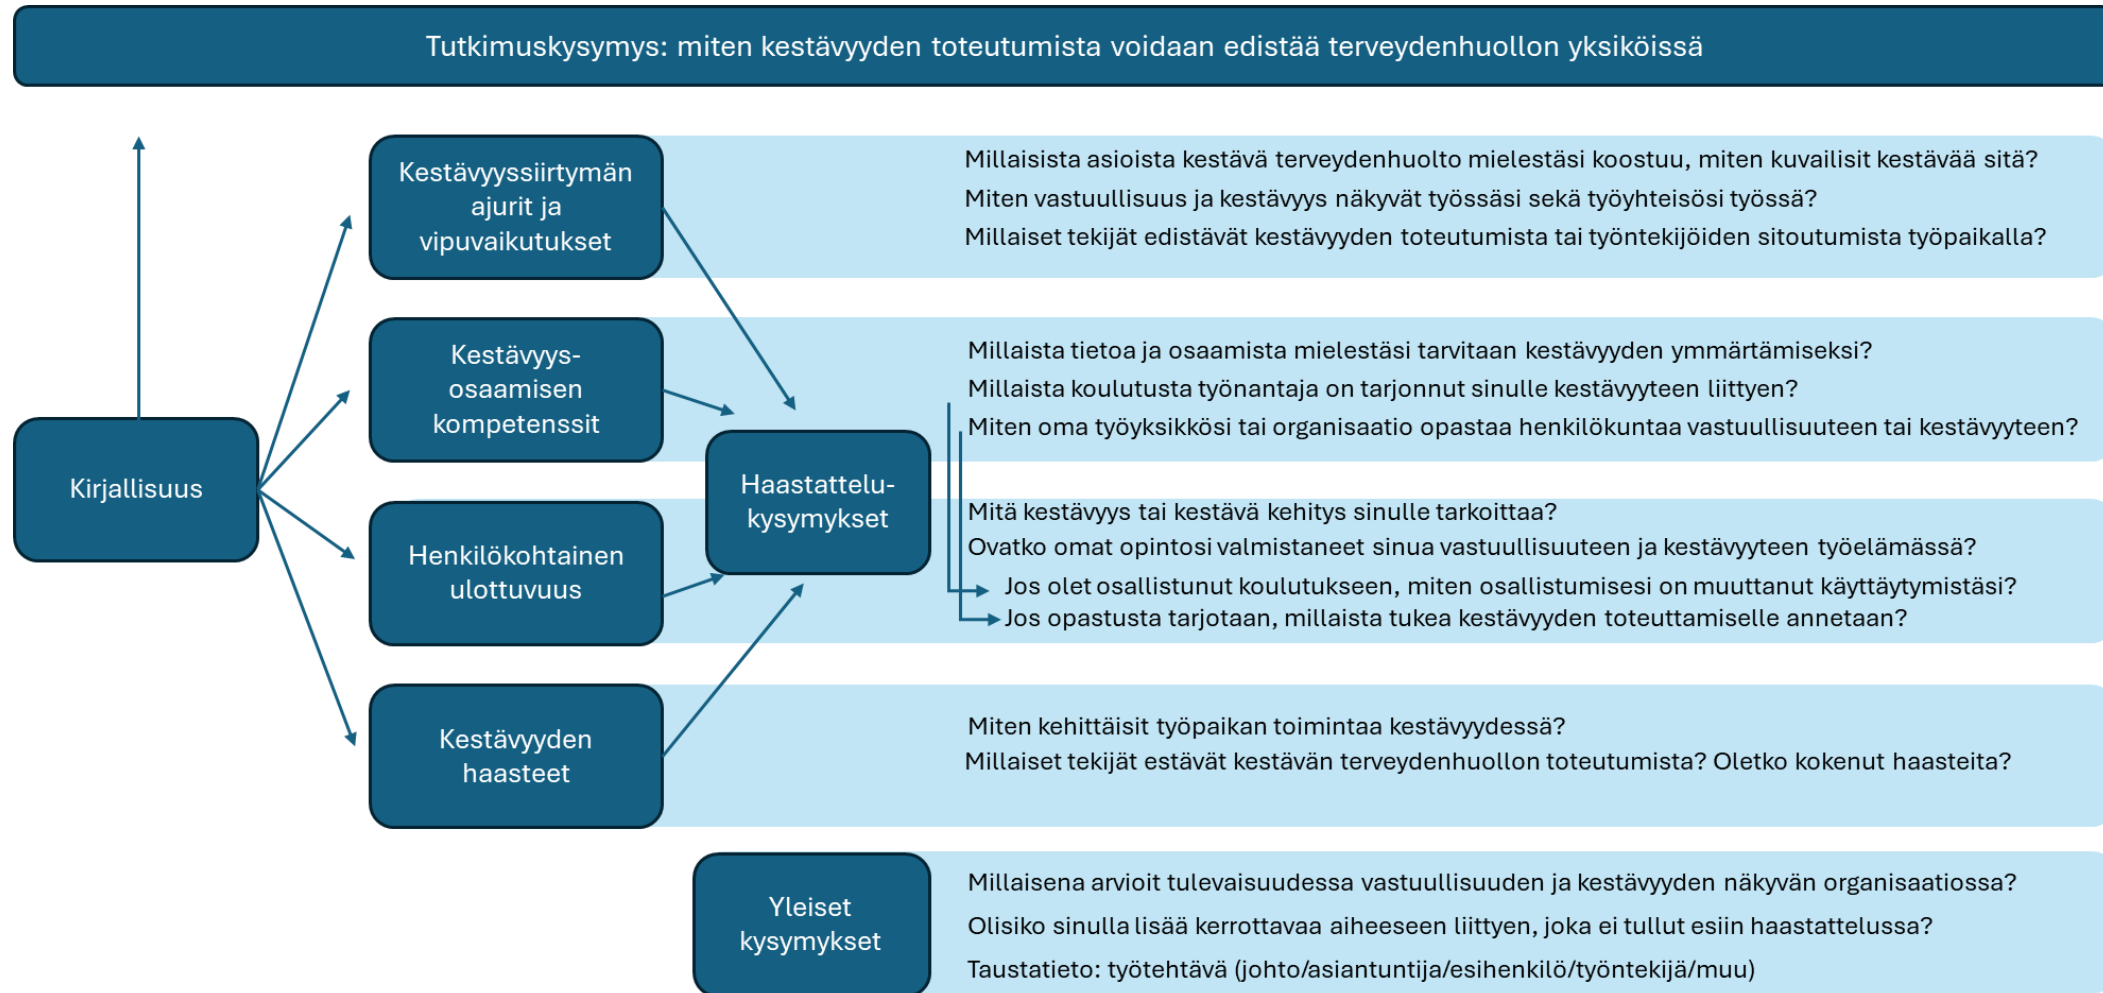 Tutkimuskysymys: miten kestävyyden toteutumista voidaan edistää terveydenhuollon yksiköissä
Kirjallisuus
Kestävyyssiirtymän
ajurit ja
vipuvaikutukset
Millaisista asioista kestävä terveydenhuolto mielestäsi koostuu, miten kuvailisit kestävää sitä?
Miten vastuullisuus ja kestävyys näkyvät työssäsi sekä työyhteisösi työssä?
Millaiset tekijät edistävät kestävyyden toteutumista tai työntekijöiden sitoutumista työpaikalla?
Kestävyys-
osaamisen
kompetenssit
Millaista tietoa ja osaamista mielestäsi tarvitaan kestävyyden ymmärtämiseksi?
Millaista koulutusta työnantaja on tarjonnut sinulle kestävyyteen liittyen?
Miten oma työyksikkösi tai organisaatio opastaa henkilökuntaa vastuullisuuteen tai kestävyyteen?
Haastattelu-
kysymykset
Henkilökohtainen
ulottuvuus
Mitä kestävyys tai kestävä kehitys sinulle tarkoittaa?
Ovatko omat opintosi valmistaneet sinua vastuullisuuteen ja kestävyyteen työelämässä?
Jos olet osallistunut koulutukseen, miten osallistumisesi on muuttanut käyttäytymistäsi?
Jos opastusta tarjotaan, millaista tukea kestävyyden toteuttamiselle annetaan?
Kestävyyden
haasteet
Miten kehittäisit työpaikan toimintaa kestävyydessä?
Millaiset tekijät estävät kestävän terveydenhuollon toteutumista? Oletko kokenut haasteita?
Yleiset
kysymykset
Millaisena arvioit tulevaisuudessa vastuullisuuden ja kestävyyden näkyvän organisaatiossa?
Olisiko sinulla lisää kerrottavaa aiheeseen liittyen, joka ei tullut esiin haastattelussa?
Taustatieto: työtehtävä (johto/asiantuntija/esihenkilö/työntekijä/muu)